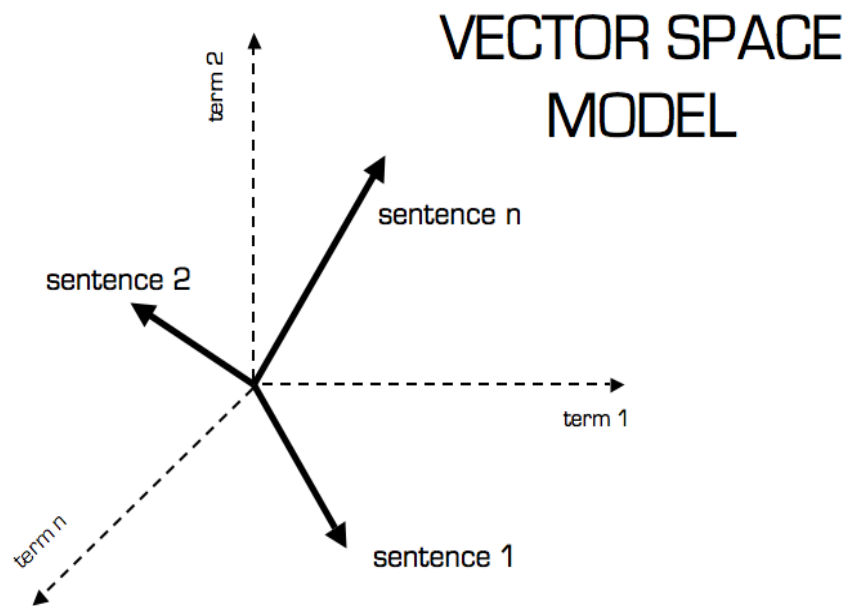 VECTOR SPACE
MODEL
term 2
sentence n
sentence 2
term 1
term n
sentence 1